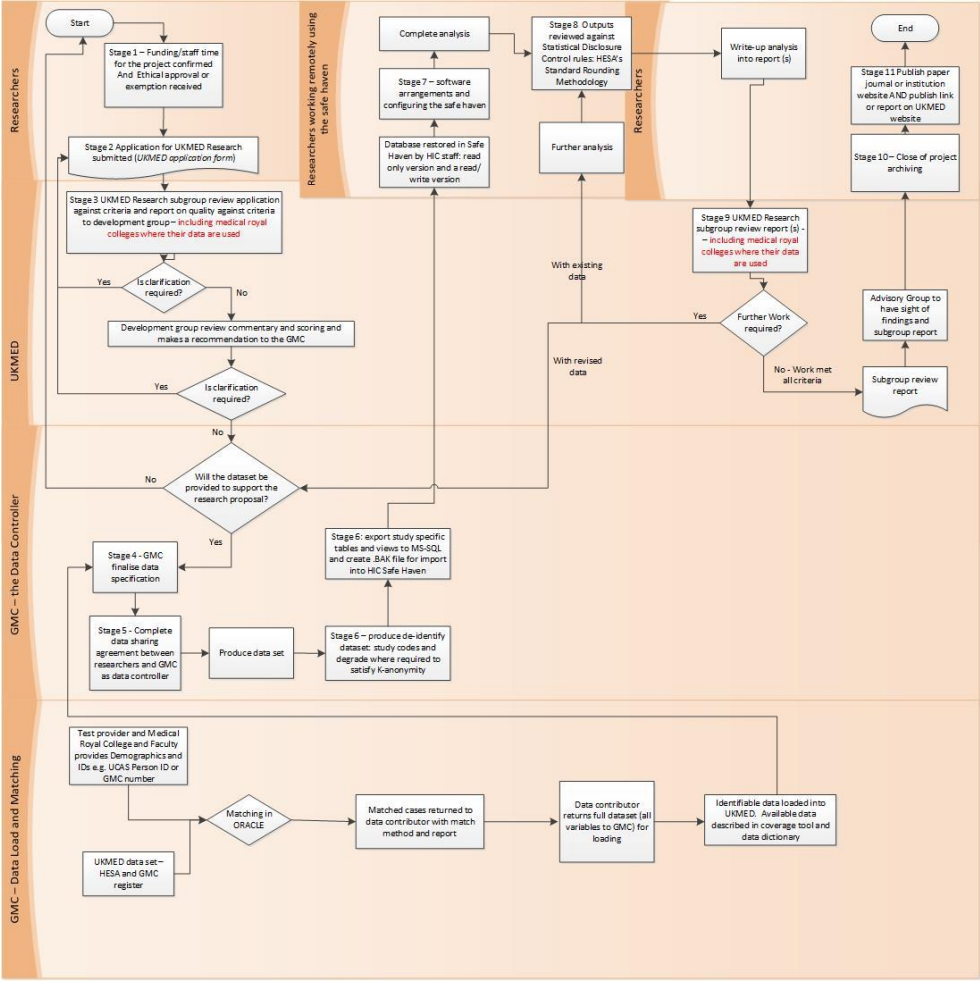 Researchers
Start
Stage 1 – Funding/staff time
for the project confirmed
And Ethical approval or
exemption received
Stage 2 Application for UKMED Research
submitted (UKMED application form)
Researchers working remotely using
the safe haven
Complete analysis
Stage 7 – software
arrangements and
configuring the safe haven
Database restored in Safe
Haven by HIC staff: read
only version and a read/
write version
Stage 8 Outputs
reviewed against
Statistical Disclosure
Control rules: HESA's
Standard Rounding
Methodology
Further analysis
Researchers
Write-up analysis
into report (s)
End
Stage 11 Publish paper
journal or institution
website AND publish link
or report on UKMED
website
Stage 10 – Close of project
archiving
UKMED
Stage 3 UKMED Research subgroup review application
against criteria and report on quality against criteria
to development group – including medical royal
colleges where their data are used
Is clarification
required?
Yes
No
Development group review commentary and scoring and
makes a recommendation to the GMC
Is clarification
required?
Yes
No
With existing
data
With revised
data
Stage 9 UKMED Research
subgroup review report (s) -
– including medical royal
colleges where their data
are used
Further Work
required?
Yes
No - Work met
all criteria
Advisory Group to
have sight of
findings and
subgroup report
Subgroup review
report
GMC – the Data Controller
Will the dataset be
provided to support the
research proposal?
No
Yes
Stage 4 - GMC
finalise data
specification
Stage 5 - Complete
data sharing
agreement between
researchers and GMC
as data controller
Produce data set
Stage 6 – produce de-identify
dataset: study codes and
degrade where required to
satisfy K-anonymity
Stage 6: export study specific
tables and views to MS-SQL
and create .BAK file for import
into HIC Safe Haven
GMC – Data Load and Matching
Test provider and Medical
Royal College and Faculty
provides Demographics and
IDs e.g. UCAS Person ID or
GMC number
UKMED data set –
HESA and GMC
register
Matching in
ORACLE
Matched cases returned to
data contributor with match
method and report
Data contributor
returns full dataset (all
variables to GMC) for
loading
Identifiable data loaded into
UKMED. Available data
described in coverage tool and
data dictionary